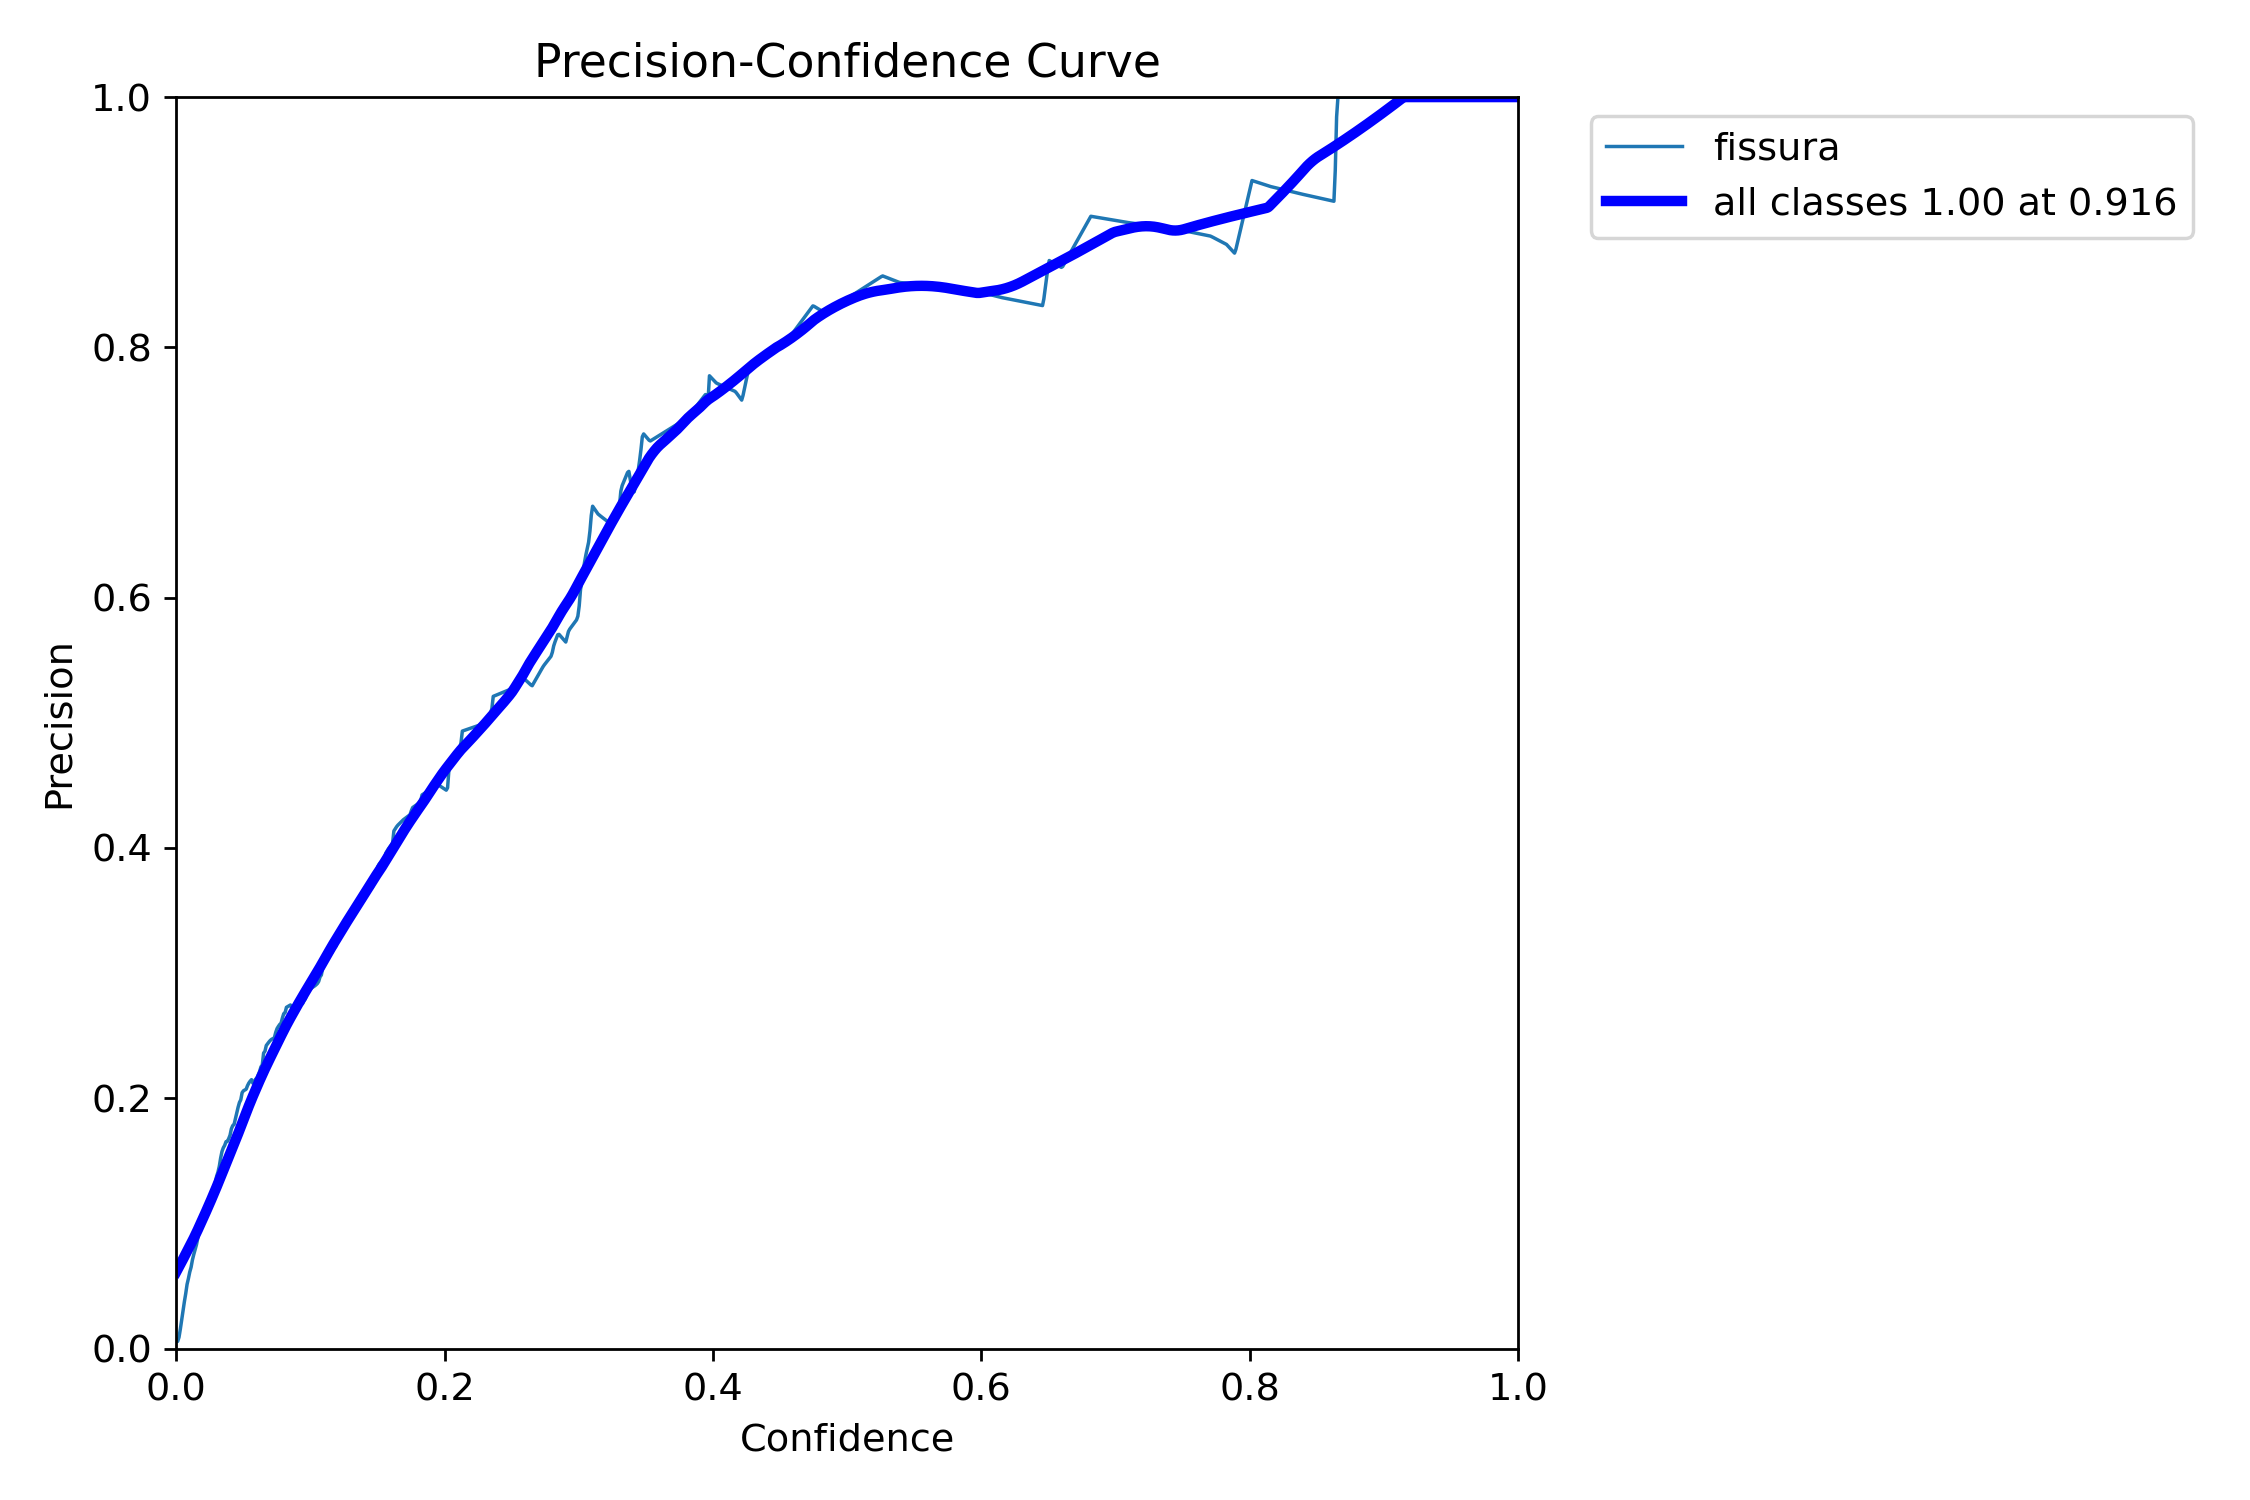 Precision-Confidence Curve
1.0
0.8
0.6
0.4
0.2
0.0
Precision
0.0 0.2 0.4 0.6 0.8 1.0
Confidence
fissura
all classes 1.00 at 0.916